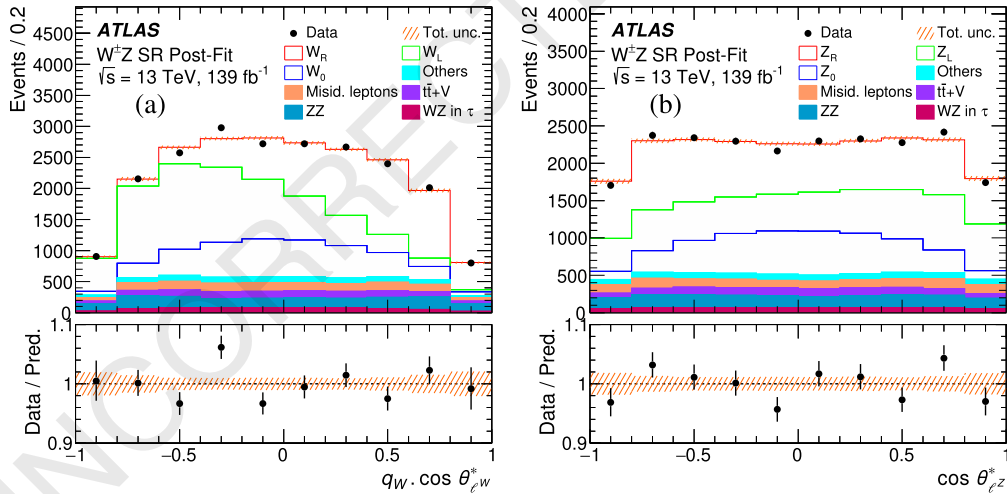 ATLAS
W±Z SR Post-Fit
√s = 13 TeV, 139 fb⁻¹
(a)
Data
Tot. unc.
W_R
W_L
W_0
Others
Misid. leptons
tt̄+V
ZZ
WZ in τ
Events / 0.2
4500
4000
3500
3000
2500
2000
1500
1000
500
0
Data / Pred.
1.1
1
0.9
−1
−0.5
0
0.5
1
q_W . cos θ*_ℓW
ATLAS
W±Z SR Post-Fit
√s = 13 TeV, 139 fb⁻¹
(b)
Data
Tot. unc.
Z_R
Z_L
Z_0
Others
Misid. leptons
tt̄+V
ZZ
WZ in τ
Events / 0.2
4000
3500
3000
2500
2000
1500
1000
500
0
Data / Pred.
1.1
1
0.9
−1
−0.5
0
0.5
1
cos θ*_ℓZ
INCORREC